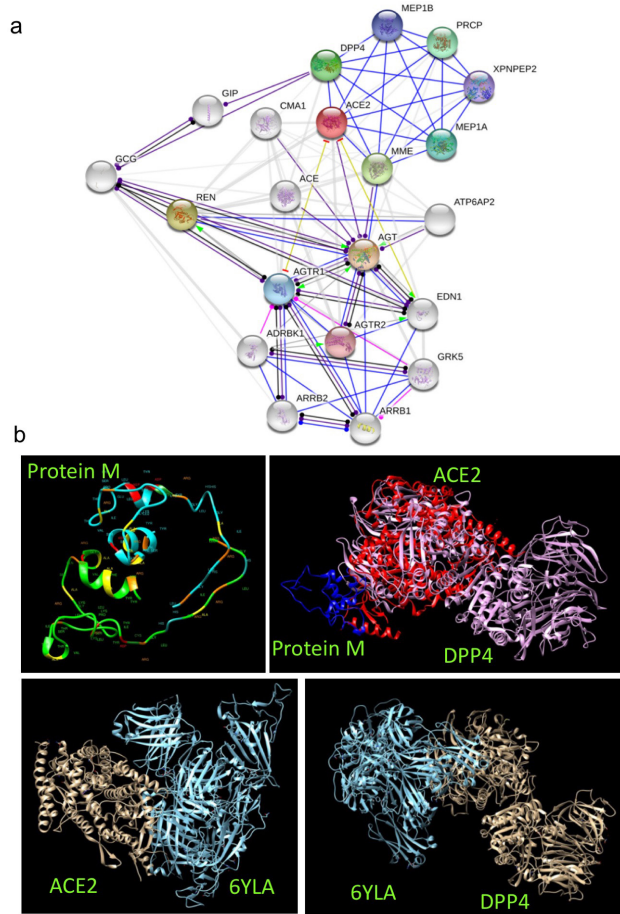 a
MEP1B
PRCP
DPP4
XPNPEP2
GIP
CMA1
ACE2
MEP1A
GCG
MME
REN
ACE
ATP6AP2
AGT
AGTR1
EDN1
ADRBK1
AGTR2
GRK5
ARRB2
ARRB1
b
Protein M
ACE2
Protein M
DPP4
ACE2
6YLA
6YLA
DPP4